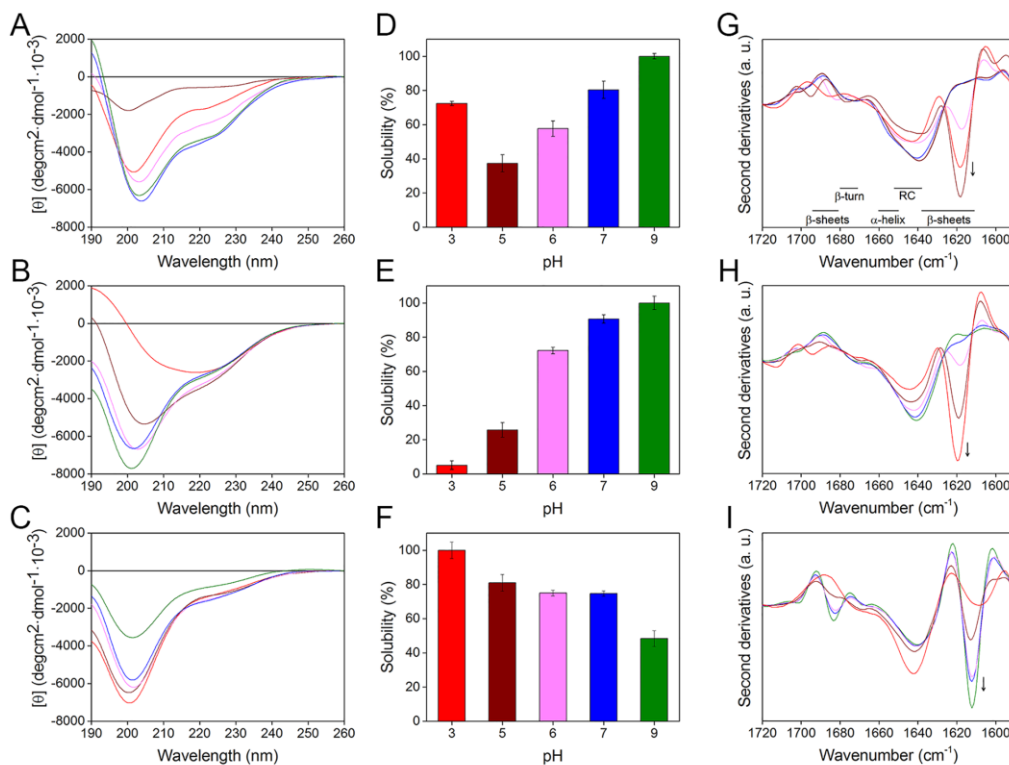 A
2000
0
-2000
-4000
-6000
-8000
[θ] (degcm²·dmol⁻¹·10⁻³)
190 200 210 220 230 240 250 260
Wavelength (nm)
D
100
80
60
40
20
0
Solubility (%)
3 5 6 7 9
pH
G
Second derivatives (a. u.)
β-turn RC
β-sheets α-helix β-sheets
1720 1700 1680 1660 1640 1620 1600
Wavenumber (cm⁻¹)
B
2000
0
-2000
-4000
-6000
-8000
[θ] (degcm²·dmol⁻¹·10⁻³)
190 200 210 220 230 240 250 260
Wavelength (nm)
E
100
80
60
40
20
0
Solubility (%)
3 5 6 7 9
pH
H
Second derivatives (a. u.)
1720 1700 1680 1660 1640 1620 1600
Wavenumber (cm⁻¹)
C
2000
0
-2000
-4000
-6000
-8000
[θ] (degcm²·dmol⁻¹·10⁻³)
190 200 210 220 230 240 250 260
Wavelength (nm)
F
100
80
60
40
20
0
Solubility (%)
3 5 6 7 9
pH
I
Second derivatives (a. u.)
1720 1700 1680 1660 1640 1620 1600
Wavenumber (cm⁻¹)